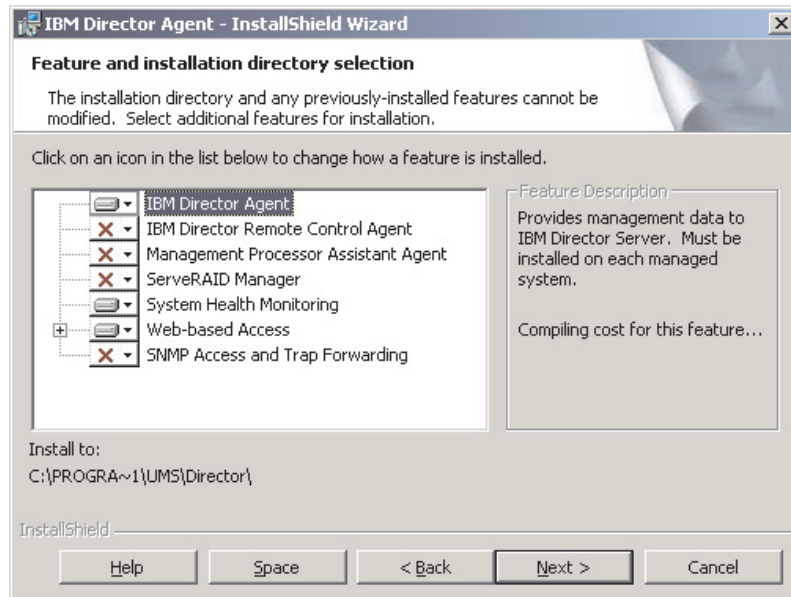 IBM Director Agent - InstallShield Wizard
Feature and installation directory selection
The installation directory and any previously-installed features cannot be
modified. Select additional features for installation.
Click on an icon in the list below to change how a feature is installed.
IBM Director Agent
IBM Director Remote Control Agent
Management Processor Assistant Agent
ServeRAID Manager
System Health Monitoring
Web-based Access
SNMP Access and Trap Forwarding
Feature Description
Provides management data to
IBM Director Server. Must be
installed on each managed
system.
Compiling cost for this feature...
Install to:
C:\PROGRA~1\UMS\Director\
InstallShield
Help
Space
< Back
Next >
Cancel